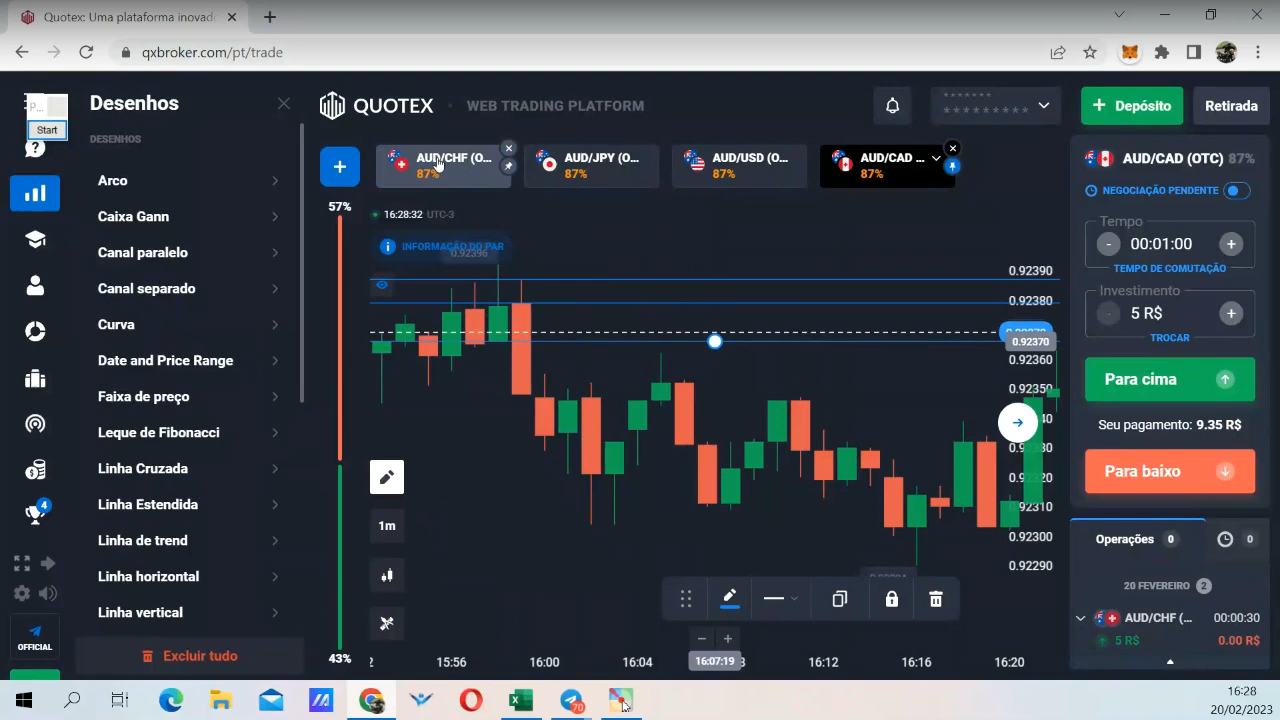 Quotex: Uma plataforma inovad
qxbroker.com/pt/trade
P...
Start
Desenhos
QUOTEX
WEB TRADING PLATFORM
*******
*********
Depósito
Retirada
DESENHOS
Arco
Caixa Gann
Canal paralelo
Canal separado
Curva
Date and Price Range
Faixa de preço
Leque de Fibonacci
Linha Cruzada
Linha Estendida
Linha de trend
Linha horizontal
Linha vertical
Excluir tudo
4
OFFICIAL
AUD/CHF (O...
87%
AUD/JPY (O...
87%
AUD/USD (O...
87%
AUD/CAD ...
87%
57%
43%
16:28:32 UTC-3
INFORMAÇÃO DO PAR
0.92396
0.92390
0.92380
0.92370
0.92360
0.92350
0.92310
0.92300
0.92290
1m
16:07:19
15:56
16:00
16:04
16:12
16:16
16:20
AUD/CAD (OTC) 87%
NEGOCIAÇÃO PENDENTE
Tempo
- 00:01:00 +
TEMPO DE COMUTAÇÃO
Investimento
- 5 R$ +
TROCAR
Para cima
Seu pagamento: 9.35 R$
Para baixo
Operações 0
0
20 FEVEREIRO 2
AUD/CHF (... 00:00:30
5 R$ 0.00 R$
70
16:28
20/02/2023